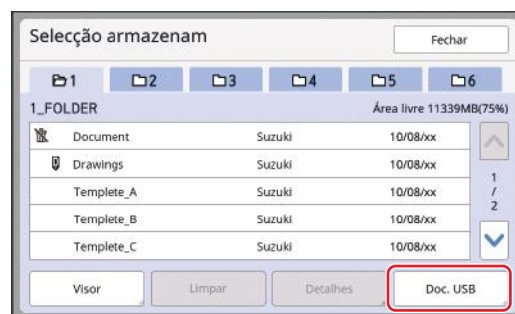 Selecção armazenam
Fechar
1 2 3 4 5 6
1_FOLDER Área livre 11339MB(75%)
Document Suzuki 10/08/xx
Drawings Suzuki 10/08/xx
Templete_A Suzuki 10/08/xx
Templete_B Suzuki 10/08/xx
Templete_C Suzuki 10/08/xx
1
/
2
Visor Limpar Detalhes Doc. USB